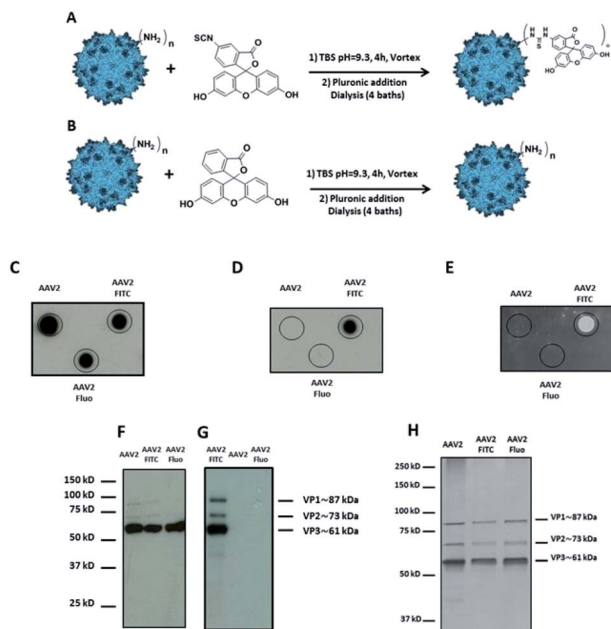 A
(NH₂)n
+
SCN
O
O
HO
O
OH
1) TBS pH=9.3, 4h, Vortex
2) Pluronic addition
Dialysis (4 baths)
B
(NH₂)n
+
O
O
HO
O
OH
1) TBS pH=9.3, 4h, Vortex
2) Pluronic addition
Dialysis (4 baths)
(NH₂)n
C
AAV2
AAV2
FITC
AAV2
Fluo
D
AAV2
AAV2
FITC
AAV2
Fluo
E
AAV2
AAV2
FITC
AAV2
Fluo
F
AAV2
AAV2
FITC
AAV2
Fluo
150 kD
100 kD
75 kD
50 kD
37 kD
25 kD
G
AAV2
FITC
AAV2
AAV2
Fluo
VP1~87 kDa
VP2~73 kDa
VP3~61 kDa
H
AAV2
AAV2
FITC
AAV2
Fluo
250 kD
150 kD
100 kD
75 kD
50 kD
37 kD
VP1~87 kDa
VP2~73 kDa
VP3~61 kDa